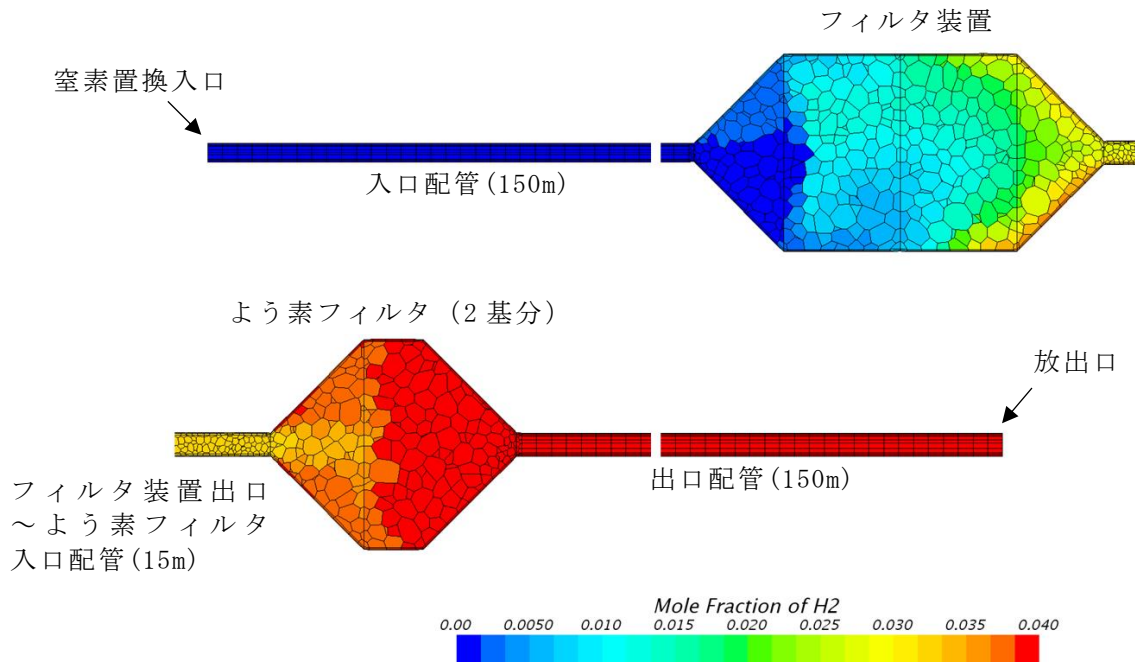 フィルタ装置
窒素置換入口
入口配管(150m)
よう素フィルタ (2基分)
放出口
出口配管(150m)
フィルタ装置出口
~よう素フィルタ
入口配管(15m)
Mole Fraction of H2
0.00 0.0050 0.010 0.015 0.020 0.025 0.030 0.035 0.040